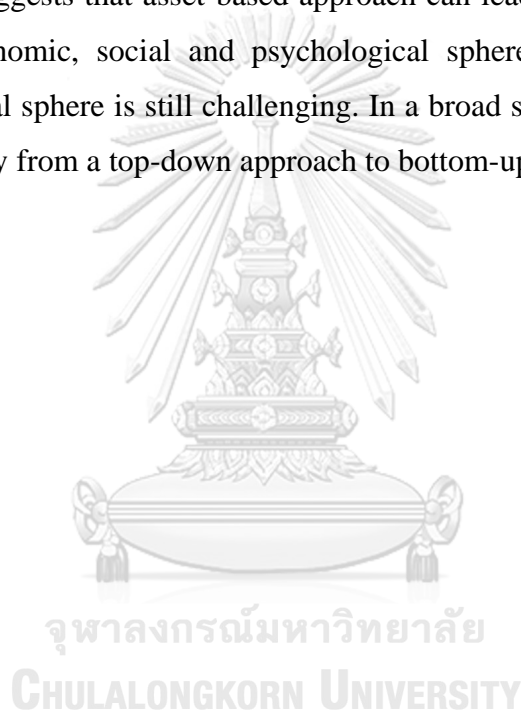 uggests that asset-based approach can lead
nomic, social and psychological sphere
al sphere is still challenging. In a broad s
y from a top-down approach to bottom-up
จุฬาลงกรณ์มหาวิทยาลัย
CHULALONGKORN UNIVERSITY